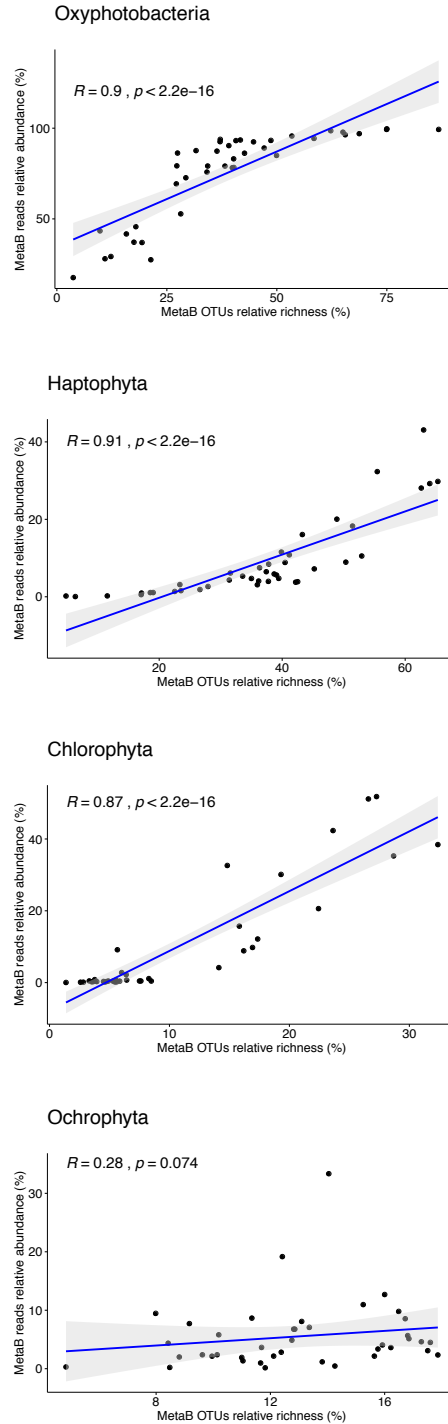 Oxyphotobacteria
R = 0.9 , p < 2.2e−16
MetaB reads relative abundance (%)
100
50
0 25 50 75
MetaB OTUs relative richness (%)
Haptophyta
R = 0.91 , p < 2.2e−16
MetaB reads relative abundance (%)
40
20
0
20 40 60
MetaB OTUs relative richness (%)
Chlorophyta
R = 0.87 , p < 2.2e−16
MetaB reads relative abundance (%)
40
20
0
0 10 20 30
MetaB OTUs relative richness (%)
Ochrophyta
R = 0.28 , p = 0.074
MetaB reads relative abundance (%)
30
20
10
0
8 12 16
MetaB OTUs relative richness (%)